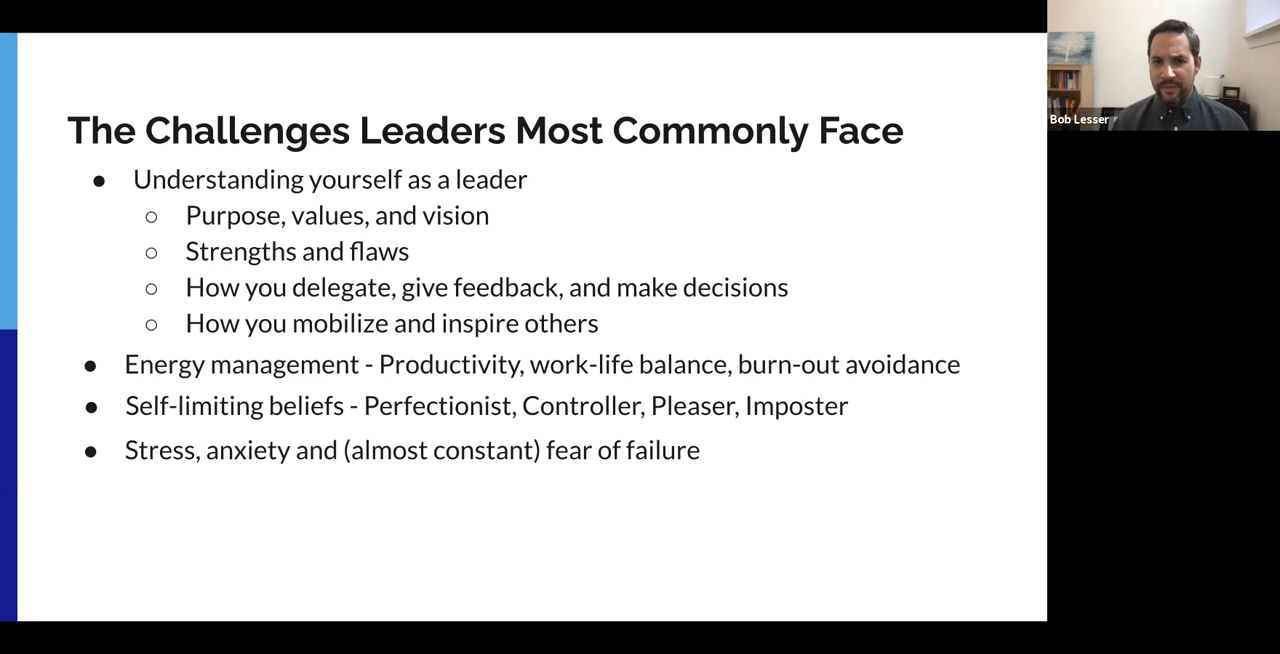 The Challenges Leaders Most Commonly Face
● Understanding yourself as a leader
○ Purpose, values, and vision
○ Strengths and flaws
○ How you delegate, give feedback, and make decisions
○ How you mobilize and inspire others
● Energy management - Productivity, work-life balance, burn-out avoidance
● Self-limiting beliefs - Perfectionist, Controller, Pleaser, Imposter
● Stress, anxiety and (almost constant) fear of failure
Bob Lesser